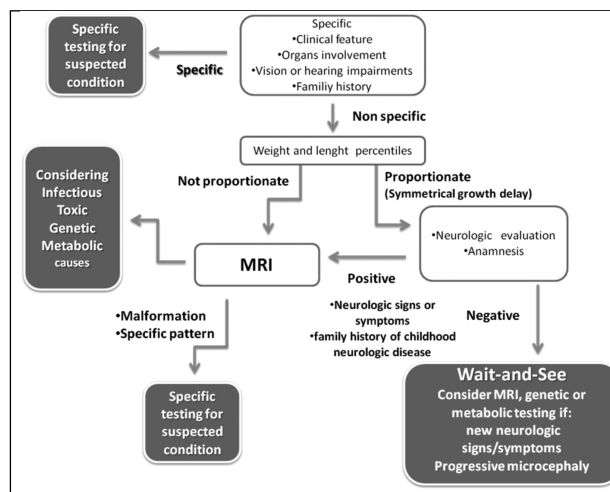 Specific
testing for
suspected
condition
Specific
Specific
•Clinical feature
•Organs involvement
•Vision or hearing impairments
•Familiy history
Non specific
Weight and lenght percentiles
Not proportionate
Proportionate
(Symmetrical growth delay)
Considering
Infectious
Toxic
Genetic
Metabolic
causes
MRI
•Neurologic evaluation
•Anamnesis
Positive
•Neurologic signs or
symptoms
•family history of childhood
neurologic disease
Negative
•Malformation
•Specific pattern
Specific
testing for
suspected
condition
Wait-and-See
Consider MRI, genetic or
metabolic testing if:
new neurologic
signs/symptoms
Progressive microcephaly